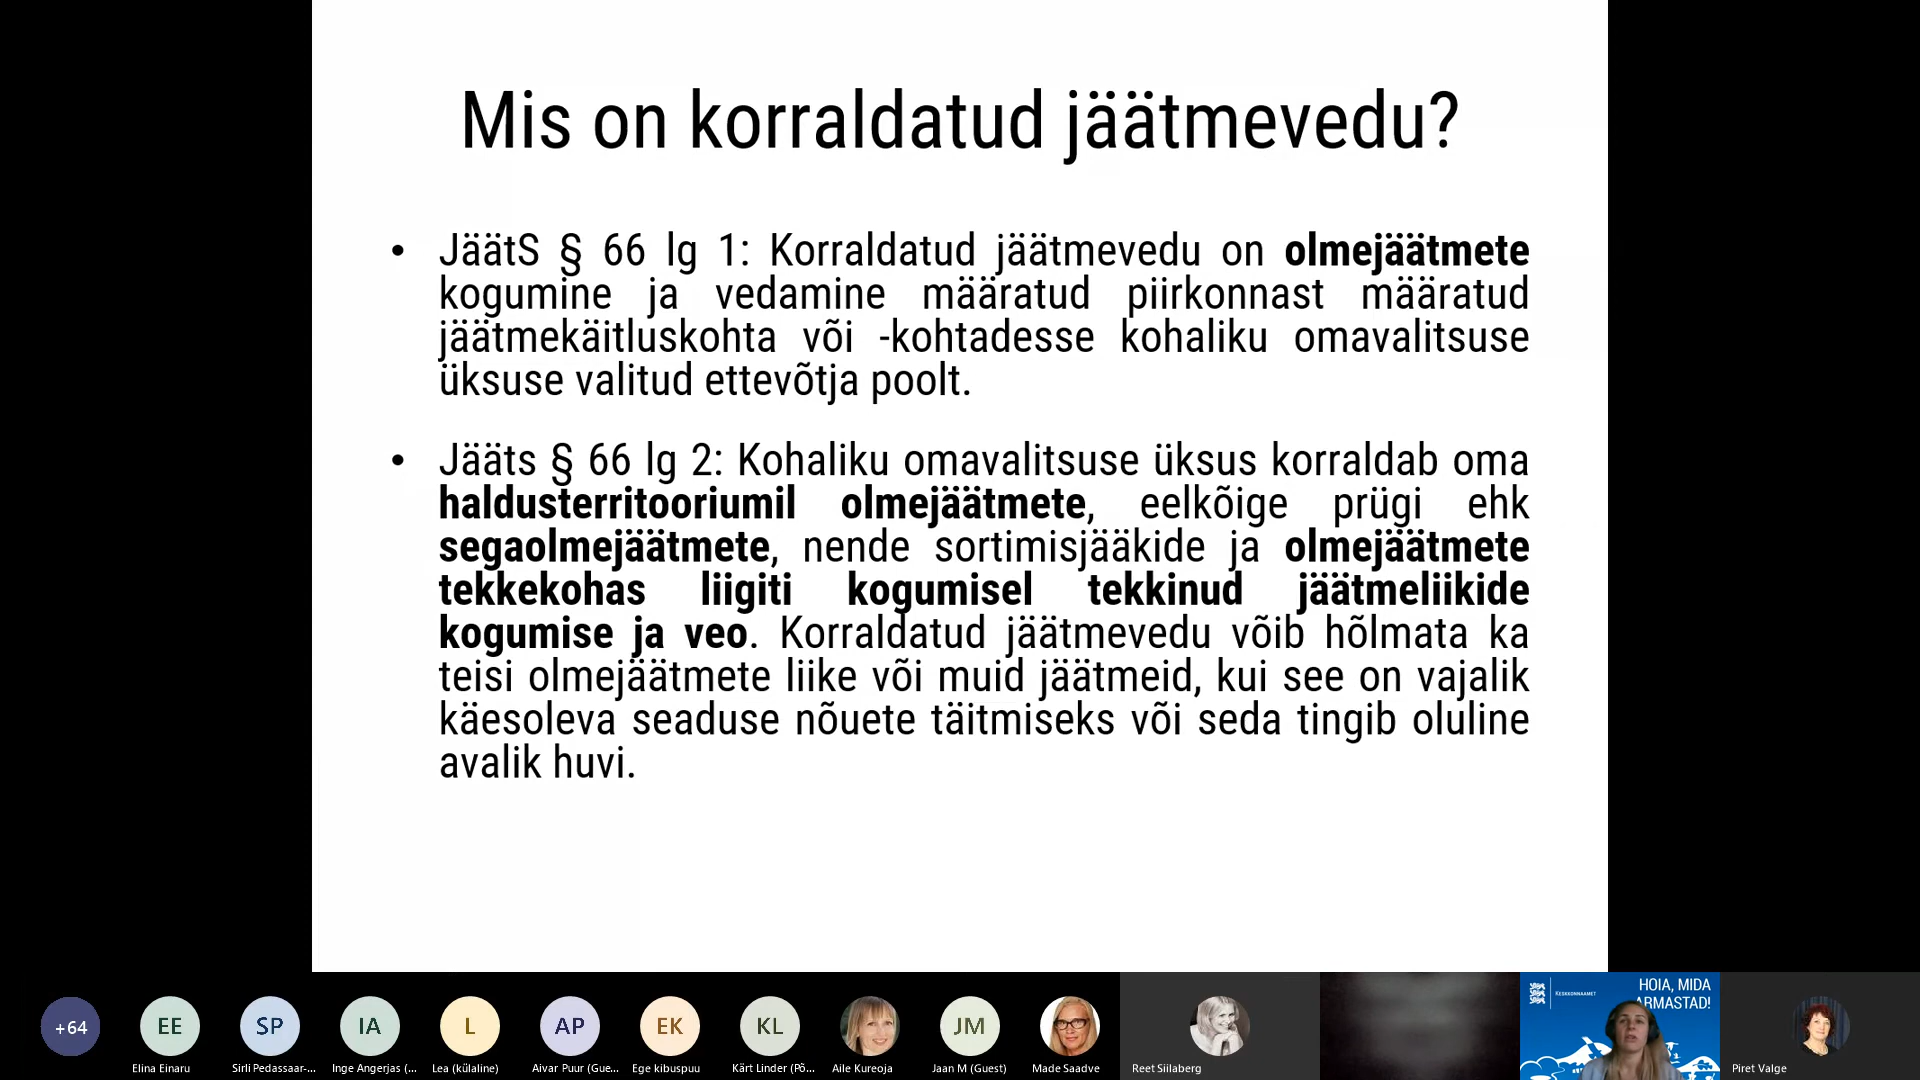 Mis on korraldatud jäätmevedu?
• JäätS § 66 lg 1: Korraldatud jäätmevedu on olmejäätmete
kogumine ja vedamine määratud piirkonnast määratud
jäätmekäitluskohta või -kohtadesse kohaliku omavalitsuse
üksuse valitud ettevõtja poolt.
• Jääts § 66 lg 2: Kohaliku omavalitsuse üksus korraldab oma
haldusterritooriumil olmejäätmete, eelkõige prügi ehk
segaolmejäätmete, nende sortimisjääkide ja olmejäätmete
tekkekohas liigiti kogumisel tekkinud jäätmeliikide
kogumise ja veo. Korraldatud jäätmevedu võib hõlmata ka
teisi olmejäätmete liike või muid jäätmeid, kui see on vajalik
käesoleva seaduse nõuete täitmiseks või seda tingib oluline
avalik huvi.
+64
EE
SP
IA
L
AP
EK
KL
JM
KESKKONNAAMET
HOIA, MIDA
ARMASTAD!
Elina Einaru
Sirli Pedassaar-...
Inge Angerjas (...
Lea (külaline)
Aivar Puur (Gue...
Ege kibuspuu
Kärt Linder (Põ...
Aile Kureoja
Jaan M (Guest)
Made Saadve
Reet Siilaberg
Piret Valge